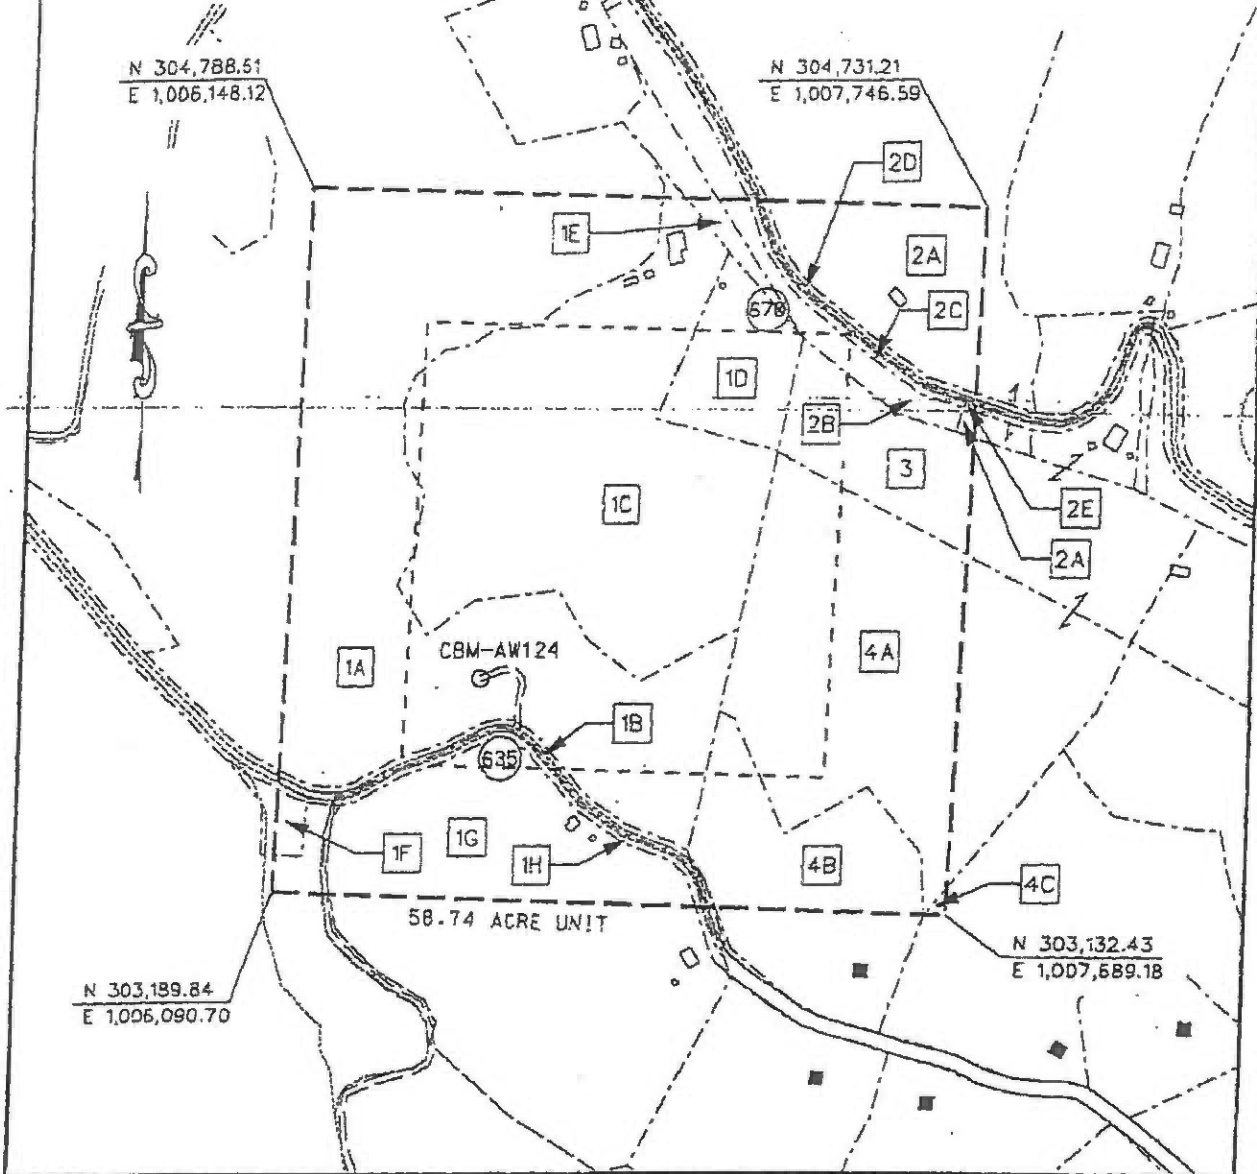 N 304,788.51
E 1,006,148.12
N 304,731.21
E 1,007,746.59
2D
1E
2A
2C
678
1D
2B
3
1C
2E
2A
CBM-AW124
1A
4A
1B
635
1G
1F
1H
4B
4C
58.74 ACRE UNIT
N 303,132.43
E 1,007,689.18
N 303,189.84
E 1,006,090.70